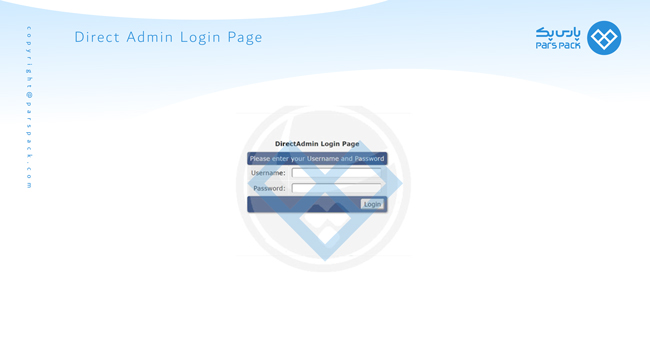 Direct Admin Login Page
پارس‌پک
PARS PACK
copyright@parspack.com
DirectAdmin Login Page
Please enter your Username and Password
Username:
Password:
Login